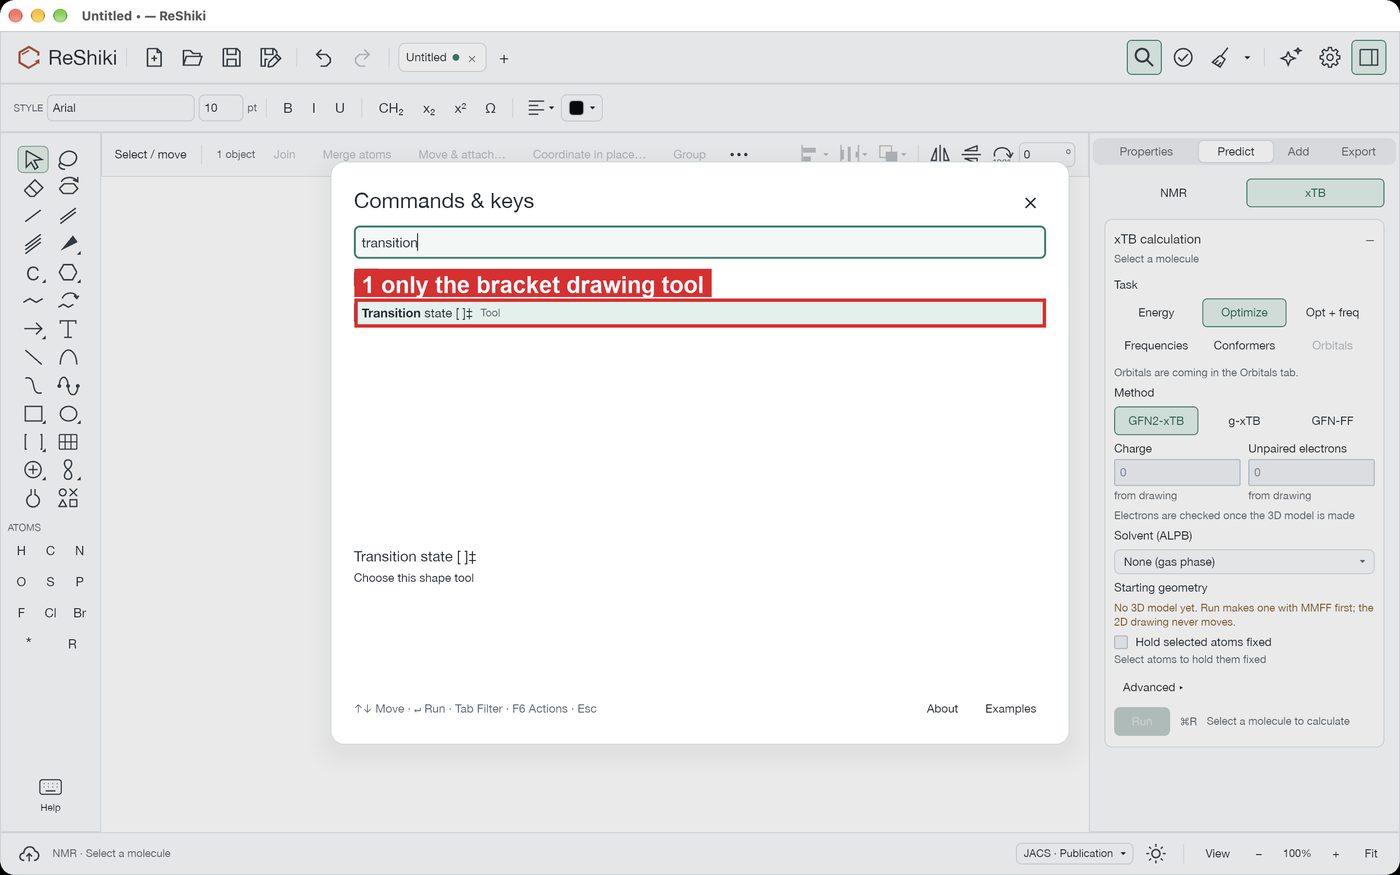 Untitled • — ReShiki
ReShiki
Untitled
STYLE Arial 10 pt B I U CH2 x2 x² Ω
Select / move 1 object Join Merge atoms Move & attach... Coordinate in place... Group ••• 0 °
Properties Predict Add Export
NMR xTB
Commands & keys
transition
1 only the bracket drawing tool
Transition state [ ]‡ Tool
Transition state [ ]‡
Choose this shape tool
↑↓ Move · ↵ Run · Tab Filter · F6 Actions · Esc
About Examples
xTB calculation
Select a molecule
Task
Energy Optimize Opt + freq
Frequencies Conformers Orbitals
Orbitals are coming in the Orbitals tab.
Method
GFN2-xTB g-xTB GFN-FF
Charge Unpaired electrons
0 0
from drawing from drawing
Electrons are checked once the 3D model is made
Solvent (ALPB)
None (gas phase)
Starting geometry
No 3D model yet. Run makes one with MMFF first; the
2D drawing never moves.
Hold selected atoms fixed
Select atoms to hold them fixed
Advanced
Run ⌘R Select a molecule to calculate
C
T
ATOMS
H C N
O S P
F Cl Br
* R
Help
NMR · Select a molecule
JACS · Publication View − 100% + Fit